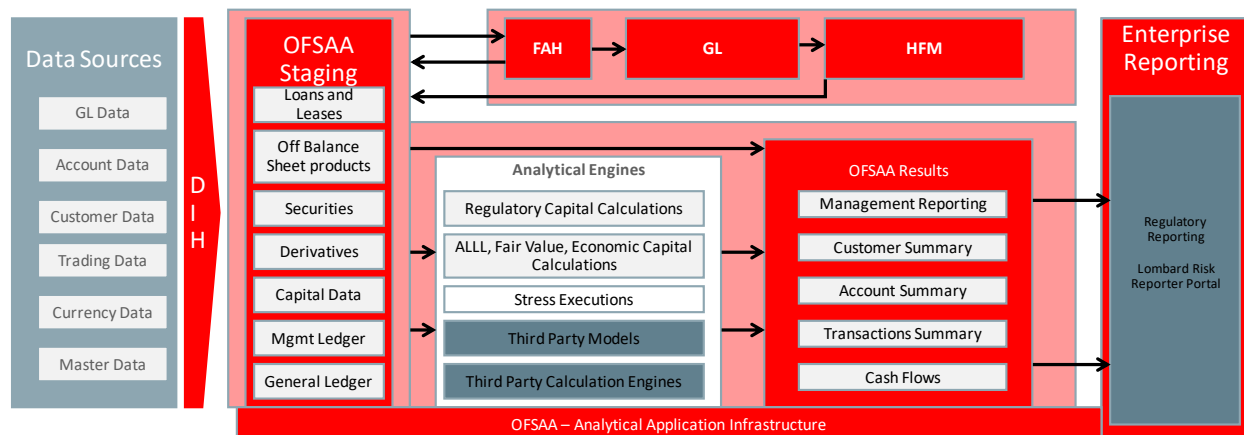 Data Sources
GL Data
Account Data
Customer Data
Trading Data
Currency Data
Master Data
D
I
H
OFSAA
Staging
Loans and
Leases
Off Balance
Sheet products
Securities
Derivatives
Capital Data
Mgmt Ledger
General Ledger
FAH
GL
HFM
Analytical Engines
Regulatory Capital Calculations
ALLL, Fair Value, Economic Capital
Calculations
Stress Executions
Third Party Models
Third Party Calculation Engines
OFSAA Results
Management Reporting
Customer Summary
Account Summary
Transactions Summary
Cash Flows
Enterprise
Reporting
Regulatory
Reporting
Lombard Risk
Reporter Portal
OFSAA – Analytical Application Infrastructure